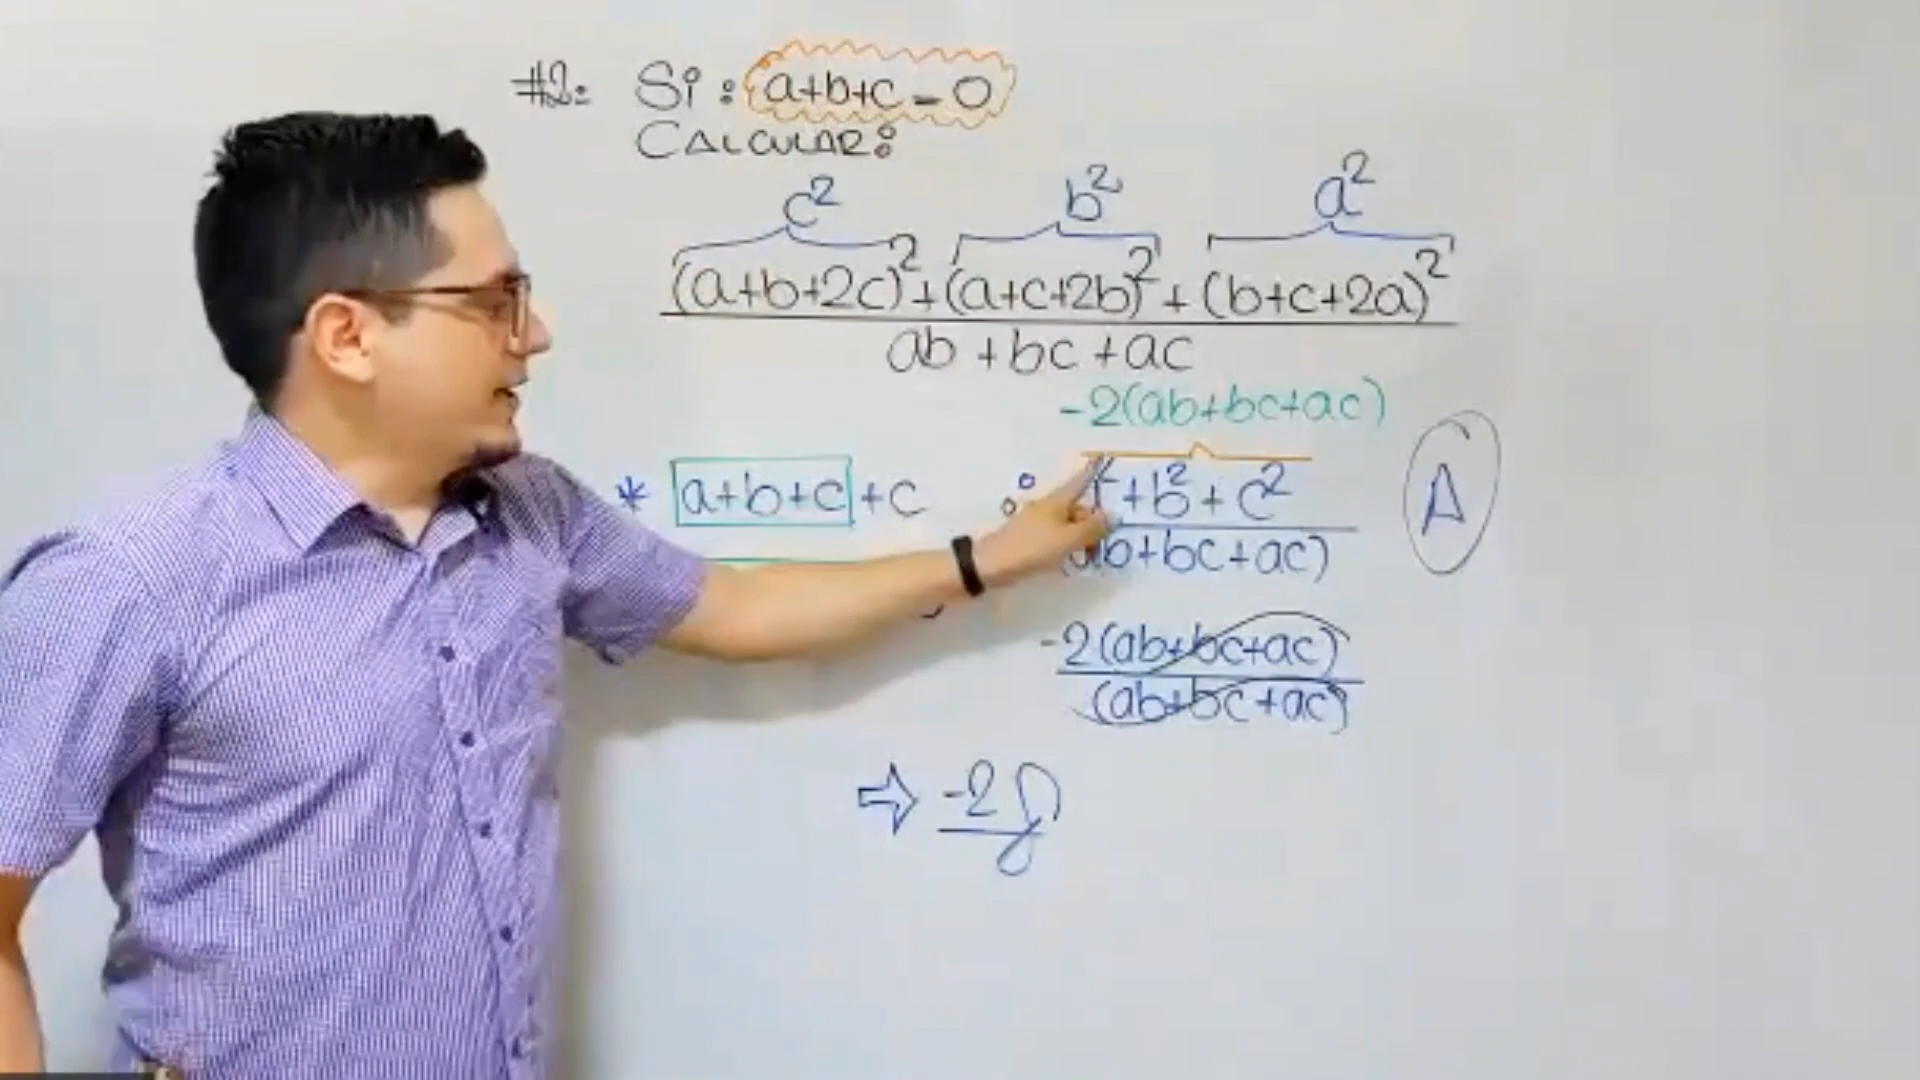 #2: Si: a+b+c=0
CALCULAR:
c² b² a²
(a+b+2c)²+(a+c+2b)²+(b+c+2a)²
ab+bc+ac
-2(ab+bc+ac)
* a+b+c+c ∴ +b²+c²
(ab+bc+ac)
A
-2(ab+bc+ac)
(ab+bc+ac)
⇒ -2